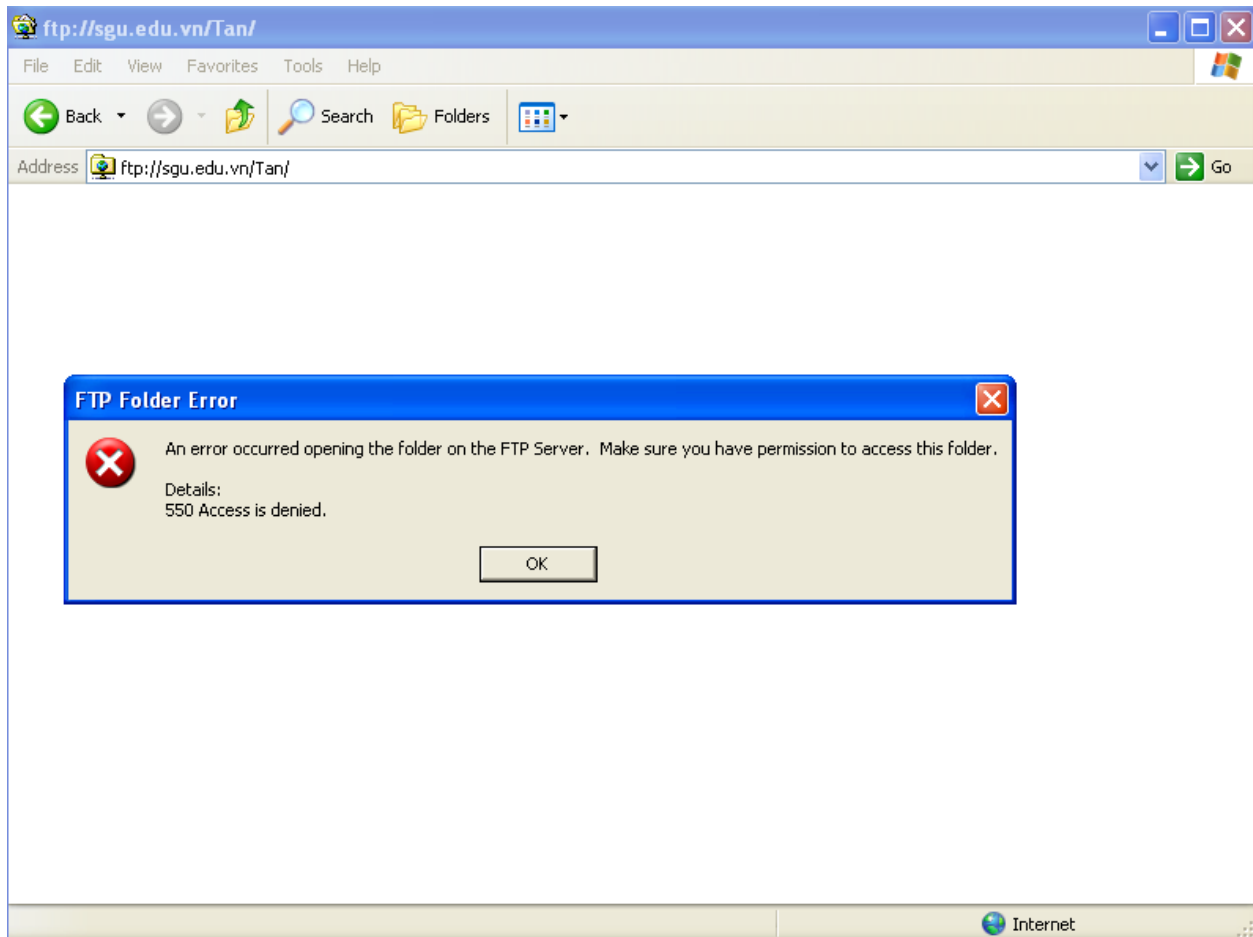 ftp://sgu.edu.vn/Tan/
File Edit View Favorites Tools Help
Back Search Folders
Address ftp://sgu.edu.vn/Tan/ Go
FTP Folder Error
An error occurred opening the folder on the FTP Server. Make sure you have permission to access this folder.
Details:
550 Access is denied.
OK
Internet